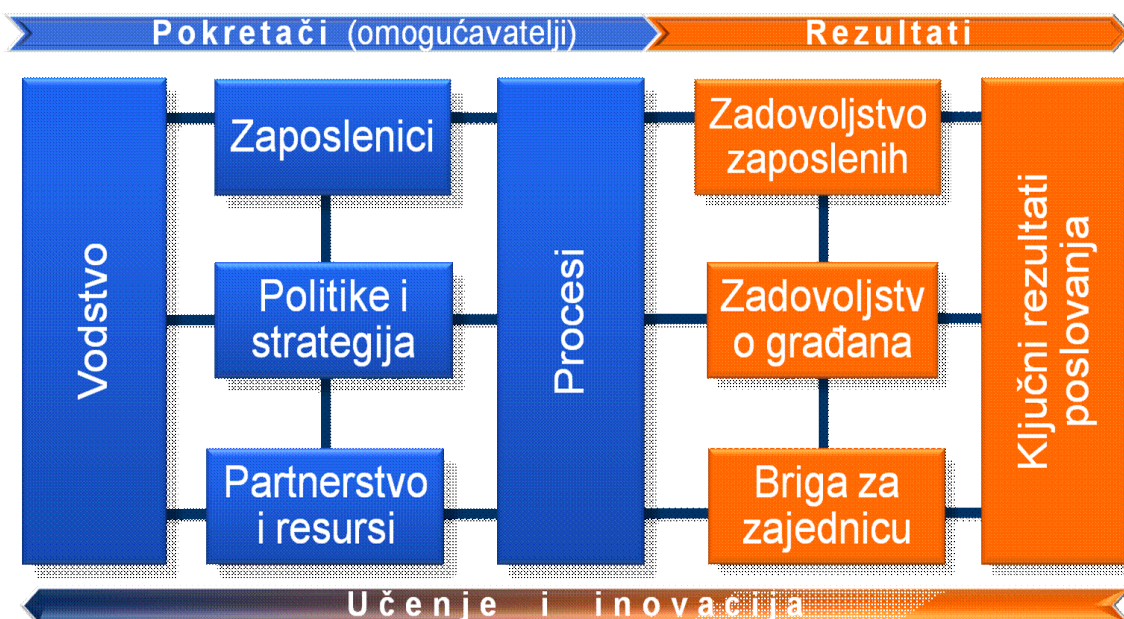 Pokretači (omogućavatelji)
Rezultati
Vodstvo
Zaposlenici
Politike i
strategija
Partnerstvo
i resursi
Procesi
Zadovoljstvo
zaposlenih
Zadovoljstv
o građana
Briga za
zajednicu
Ključni rezultati
poslovanja
Učenje i inovacija